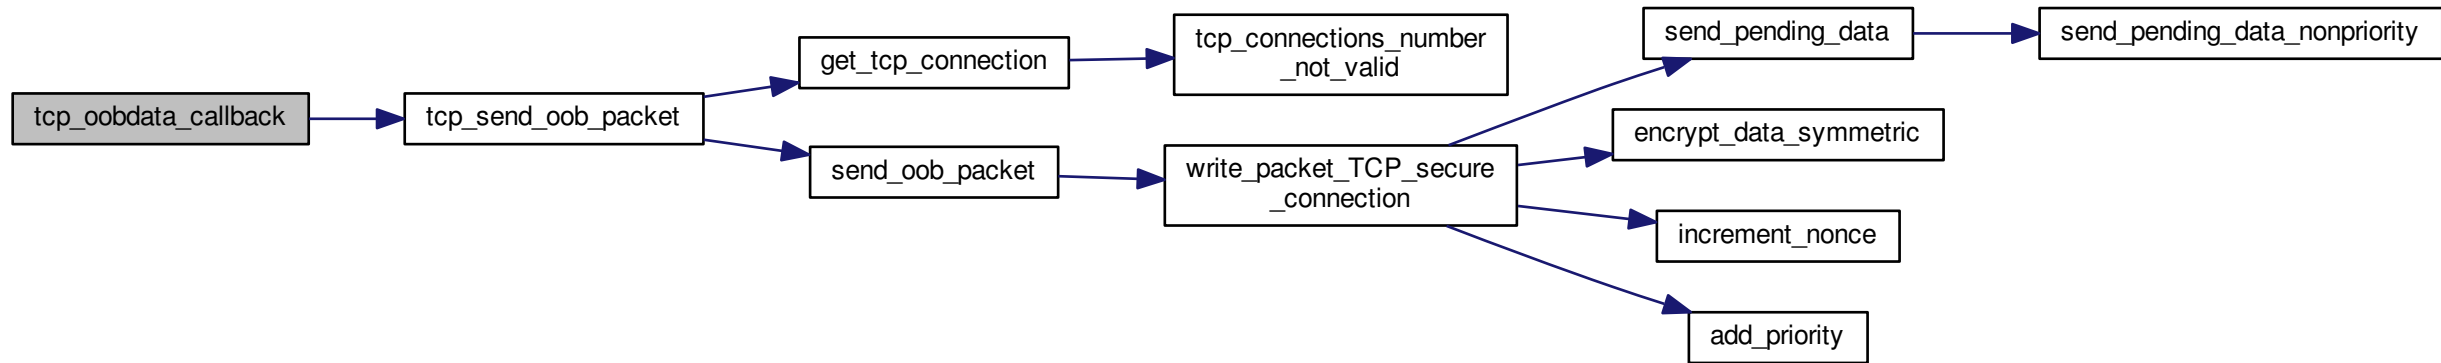 tcp_oobdata_callback
tcp_send_oob_packet
get_tcp_connection
send_oob_packet
tcp_connections_number
_not_valid
write_packet_TCP_secure
_connection
send_pending_data
encrypt_data_symmetric
increment_nonce
add_priority
send_pending_data_nonpriority